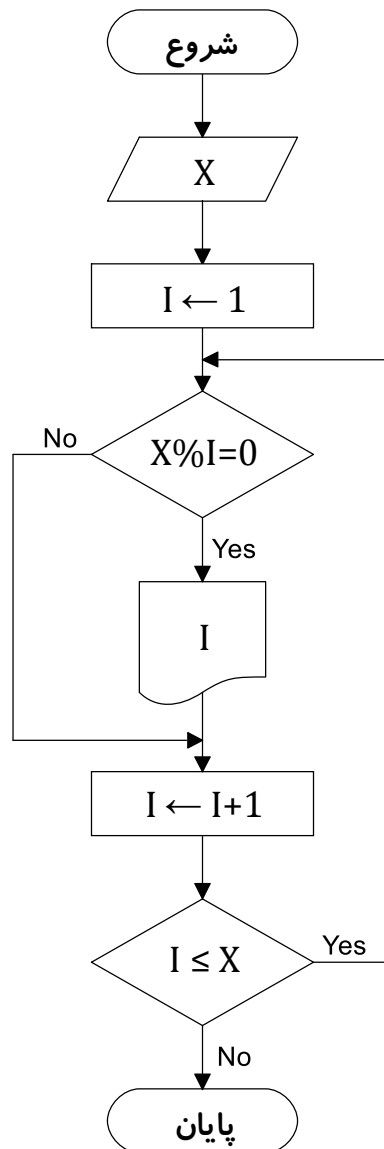 شروع
X
I ← 1
X%I=0
No
Yes
I
I ← I+1
I ≤ X
Yes
No
پایان